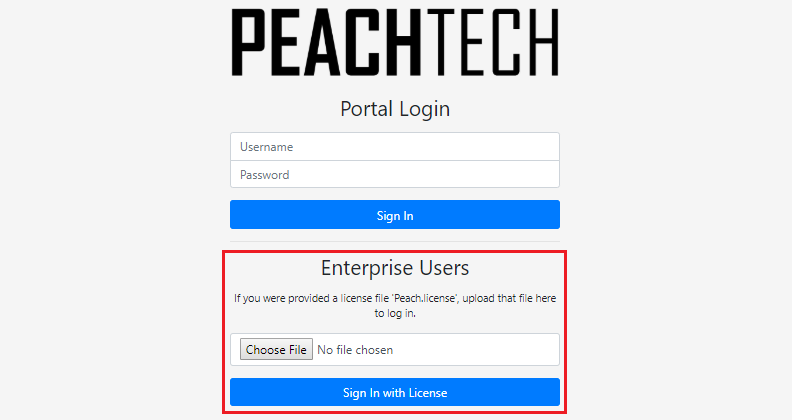 PEACHTECH
Portal Login
Username
Password
Sign In
Enterprise Users
If you were provided a license file 'Peach.license', upload that file here
to log in.
Choose File No file chosen
Sign In with License